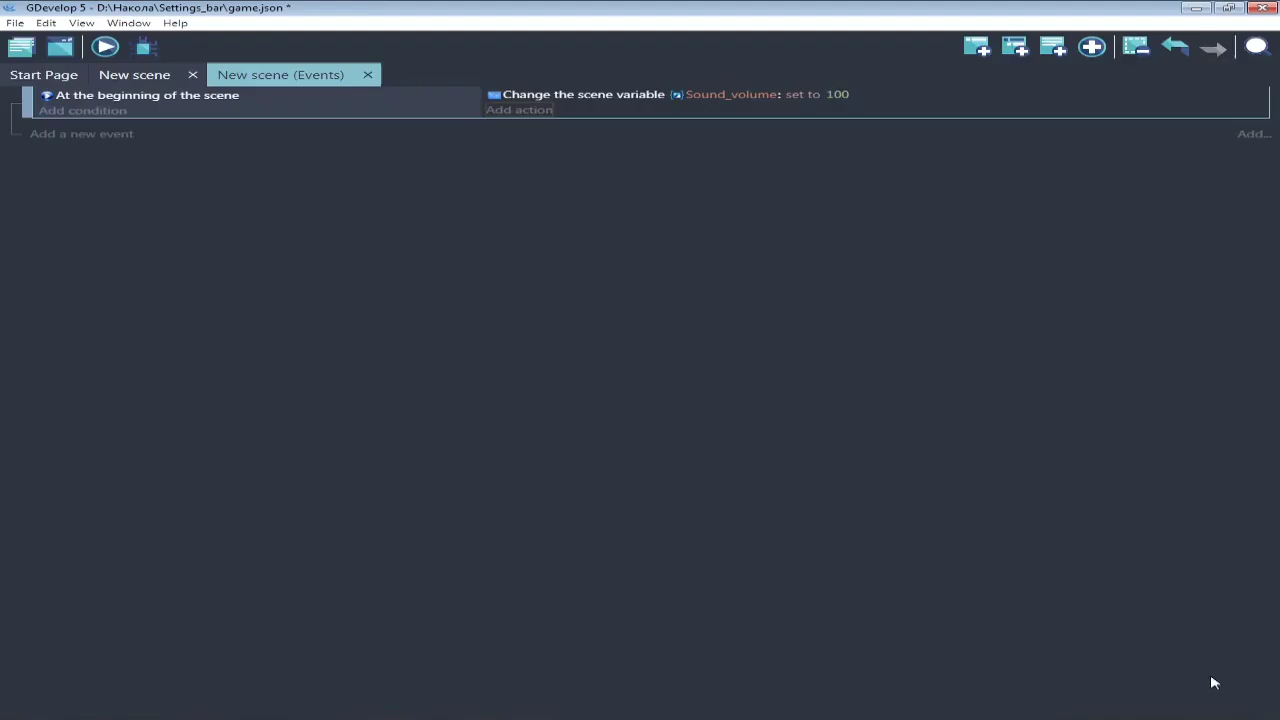 GDevelop 5 - D:\Накола\Settings_bar\game.json *
File Edit View Window Help
Start Page New scene × New scene (Events) ×
At the beginning of the scene
Add condition
Change the scene variable Sound_volume: set to 100
Add action
Add a new event
Add...